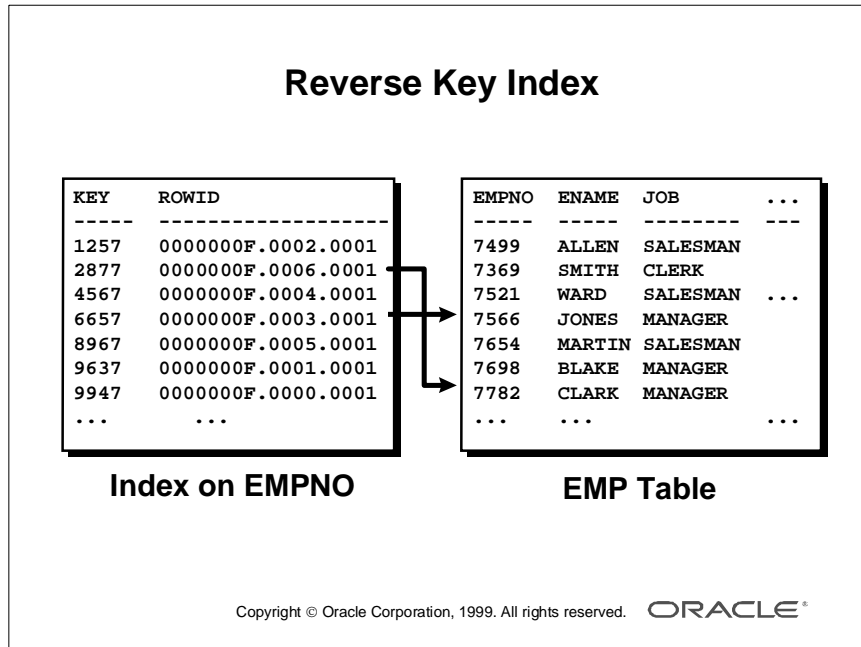 Reverse Key Index
KEY ROWID
----- -------------------
1257 0000000F.0002.0001
2877 0000000F.0006.0001
4567 0000000F.0004.0001
6657 0000000F.0003.0001
8967 0000000F.0005.0001
9637 0000000F.0001.0001
9947 0000000F.0000.0001
... ...
Index on EMPNO
EMPNO ENAME JOB ...
----- ----- -------- ---
7499 ALLEN SALESMAN
7369 SMITH CLERK
7521 WARD SALESMAN ...
7566 JONES MANAGER
7654 MARTIN SALESMAN
7698 BLAKE MANAGER
7782 CLARK MANAGER
... ... ...
EMP Table
Copyright © Oracle Corporation, 1999. All rights reserved. ORACLE®